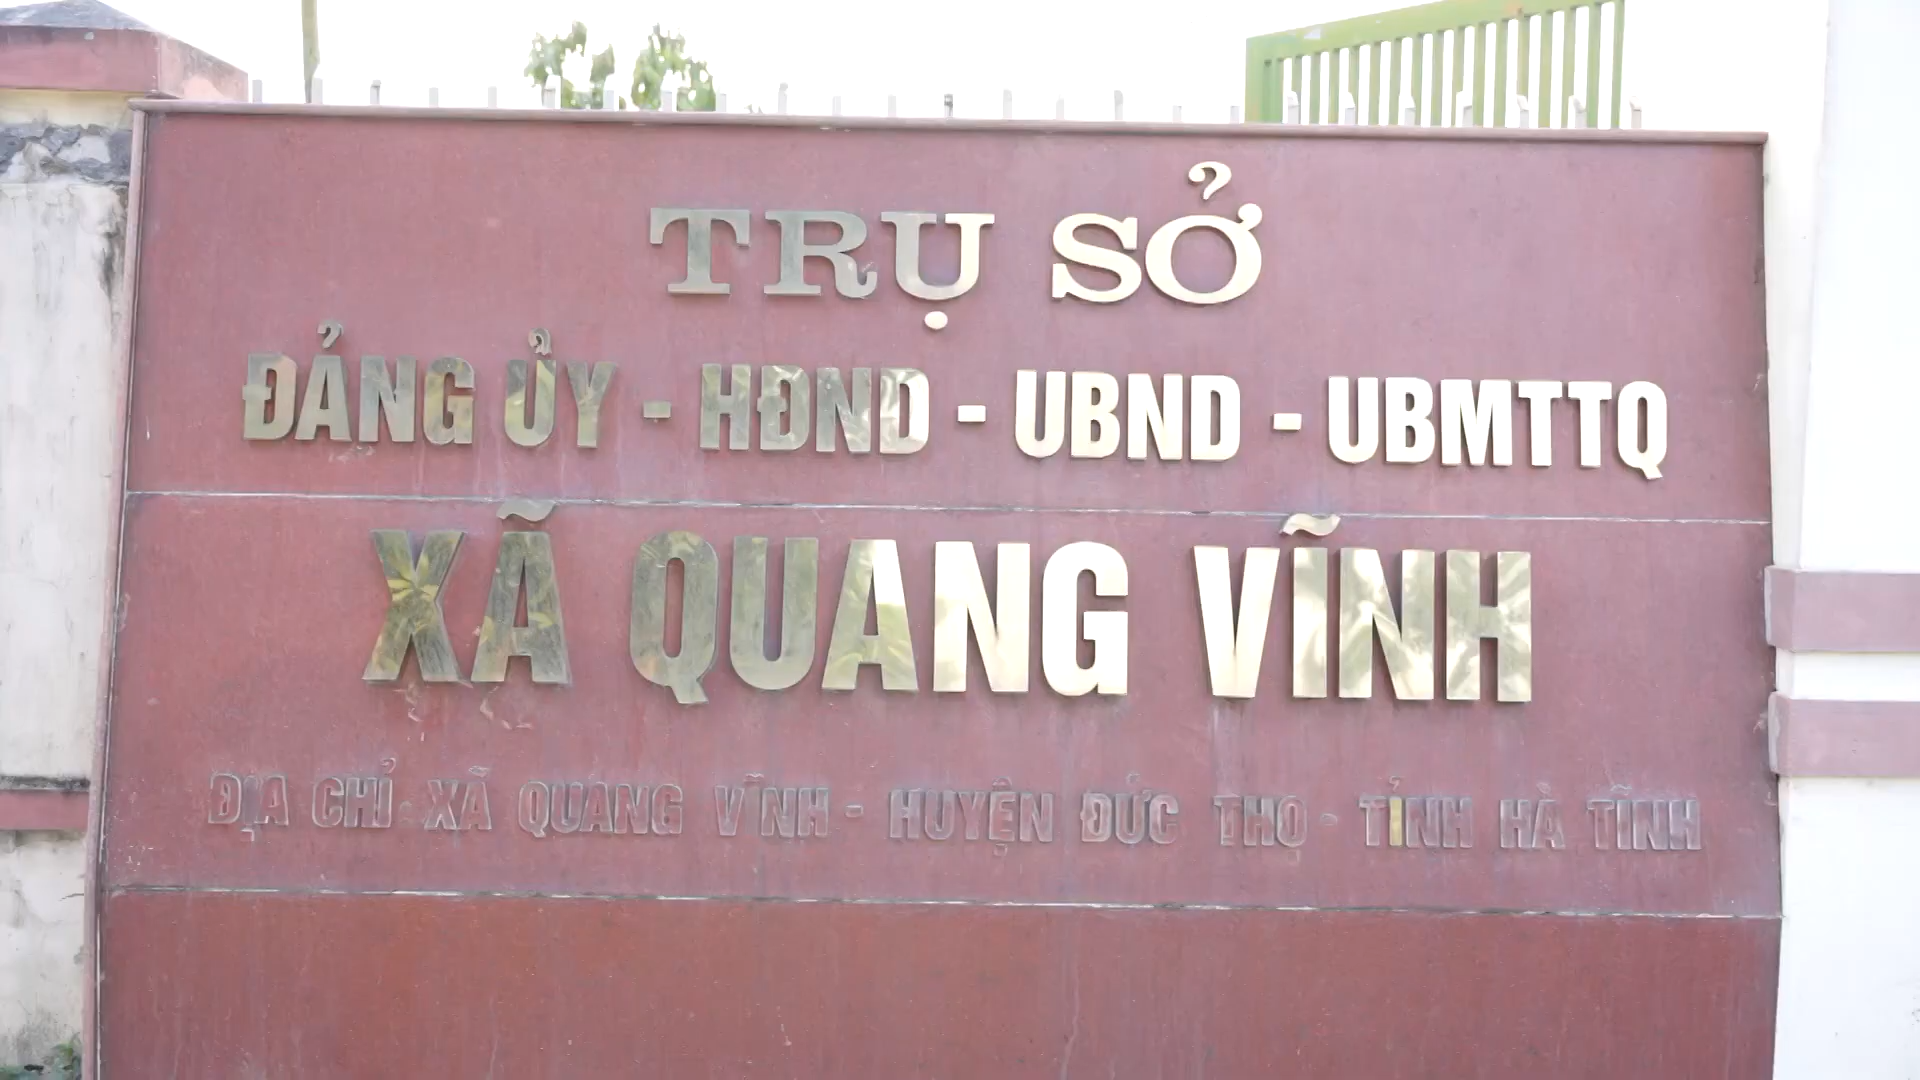 TRỤ SỞ
ĐẢNG ỦY - HĐND - UBND - UBMTTQ
XÃ QUANG VĨNH
ĐỊA CHỈ: XÃ QUANG VĨNH - HUYỆN ĐỨC THỌ - TỈNH HÀ TĨNH